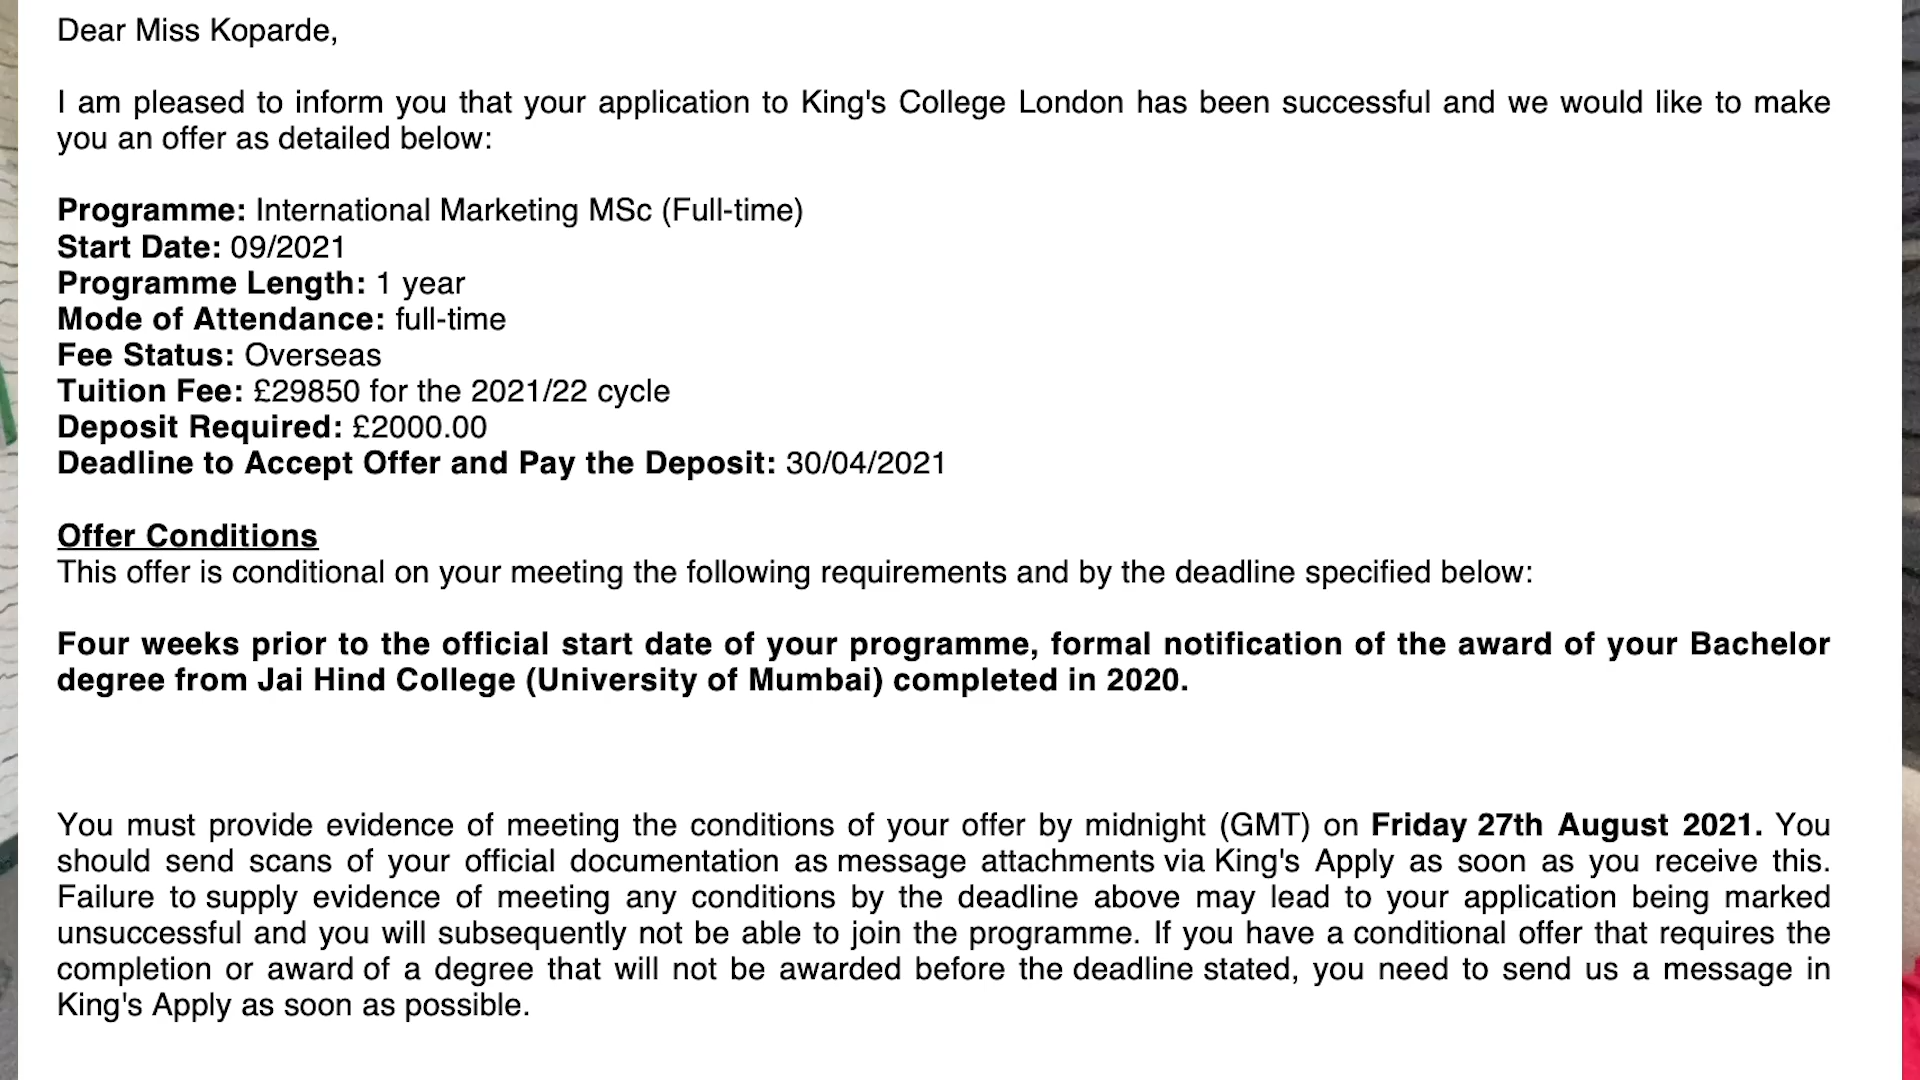 Dear Miss Koparde,
I am pleased to inform you that your application to King's College London has been successful and we would like to make
you an offer as detailed below:
Programme: International Marketing MSc (Full-time)
Start Date: 09/2021
Programme Length: 1 year
Mode of Attendance: full-time
Fee Status: Overseas
Tuition Fee: £29850 for the 2021/22 cycle
Deposit Required: £2000.00
Deadline to Accept Offer and Pay the Deposit: 30/04/2021
Offer Conditions
This offer is conditional on your meeting the following requirements and by the deadline specified below:
Four weeks prior to the official start date of your programme, formal notification of the award of your Bachelor
degree from Jai Hind College (University of Mumbai) completed in 2020.
You must provide evidence of meeting the conditions of your offer by midnight (GMT) on Friday 27th August 2021. You
should send scans of your official documentation as message attachments via King's Apply as soon as you receive this.
Failure to supply evidence of meeting any conditions by the deadline above may lead to your application being marked
unsuccessful and you will subsequently not be able to join the programme. If you have a conditional offer that requires the
completion or award of a degree that will not be awarded before the deadline stated, you need to send us a message in
King's Apply as soon as possible.